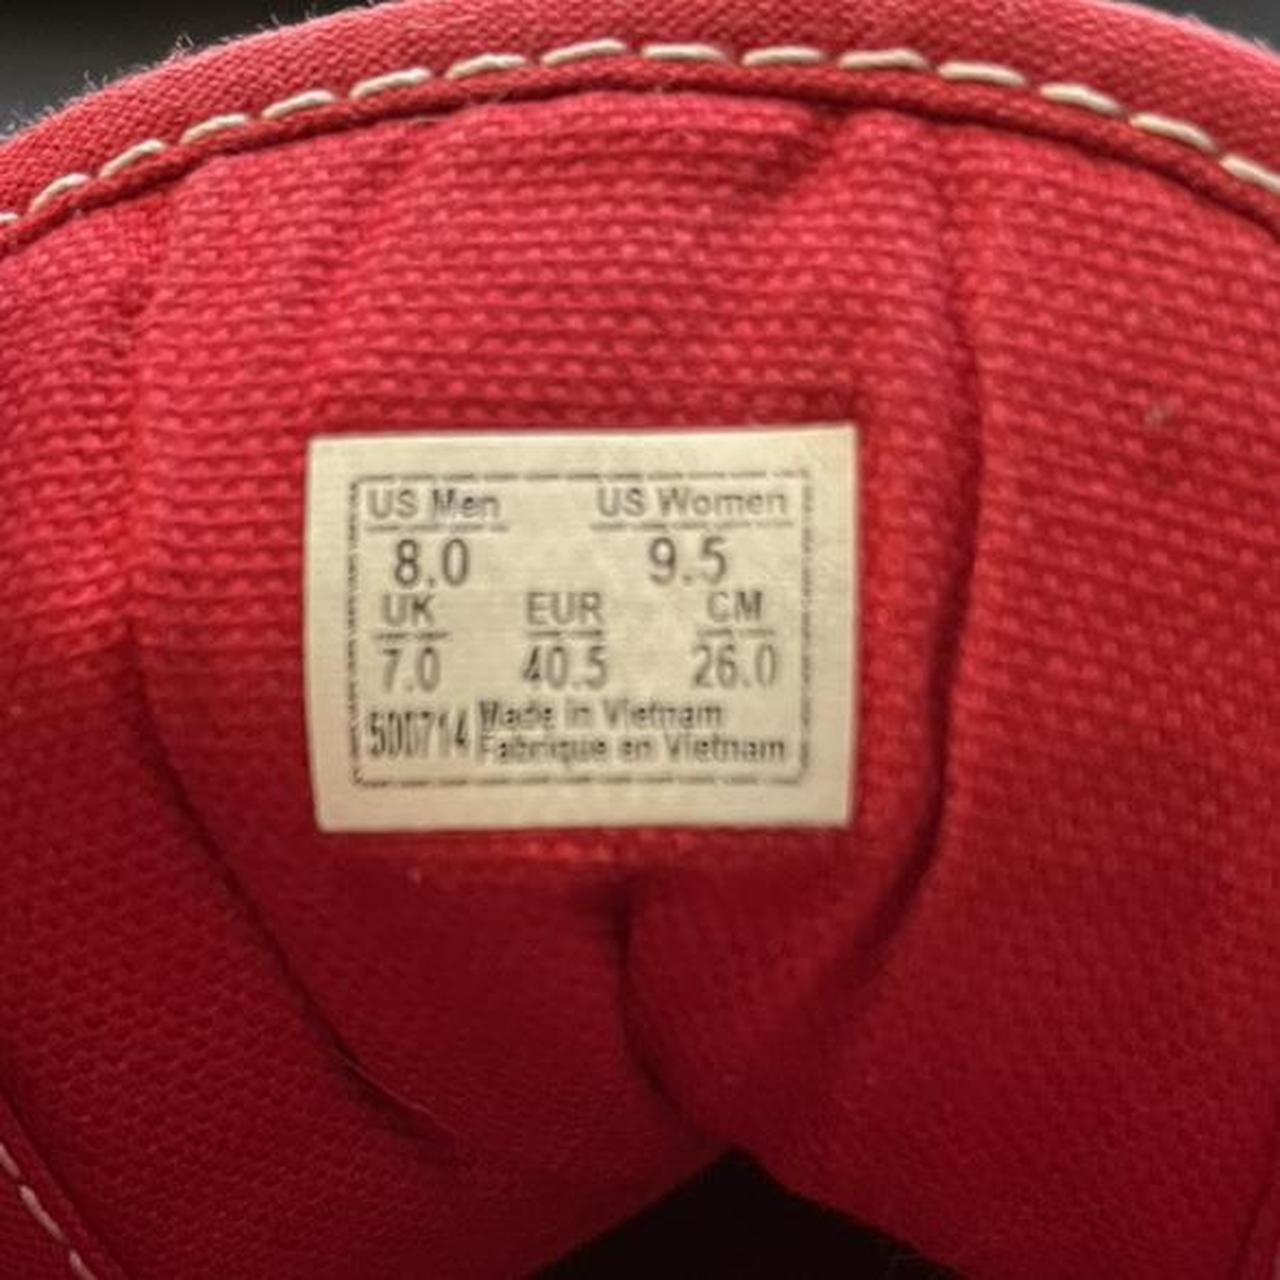 US Men US Women
8.0 9.5
UK EUR CM
7.0 40.5 26.0
500714 Made in Vietnam
Fabrique en Vietnam